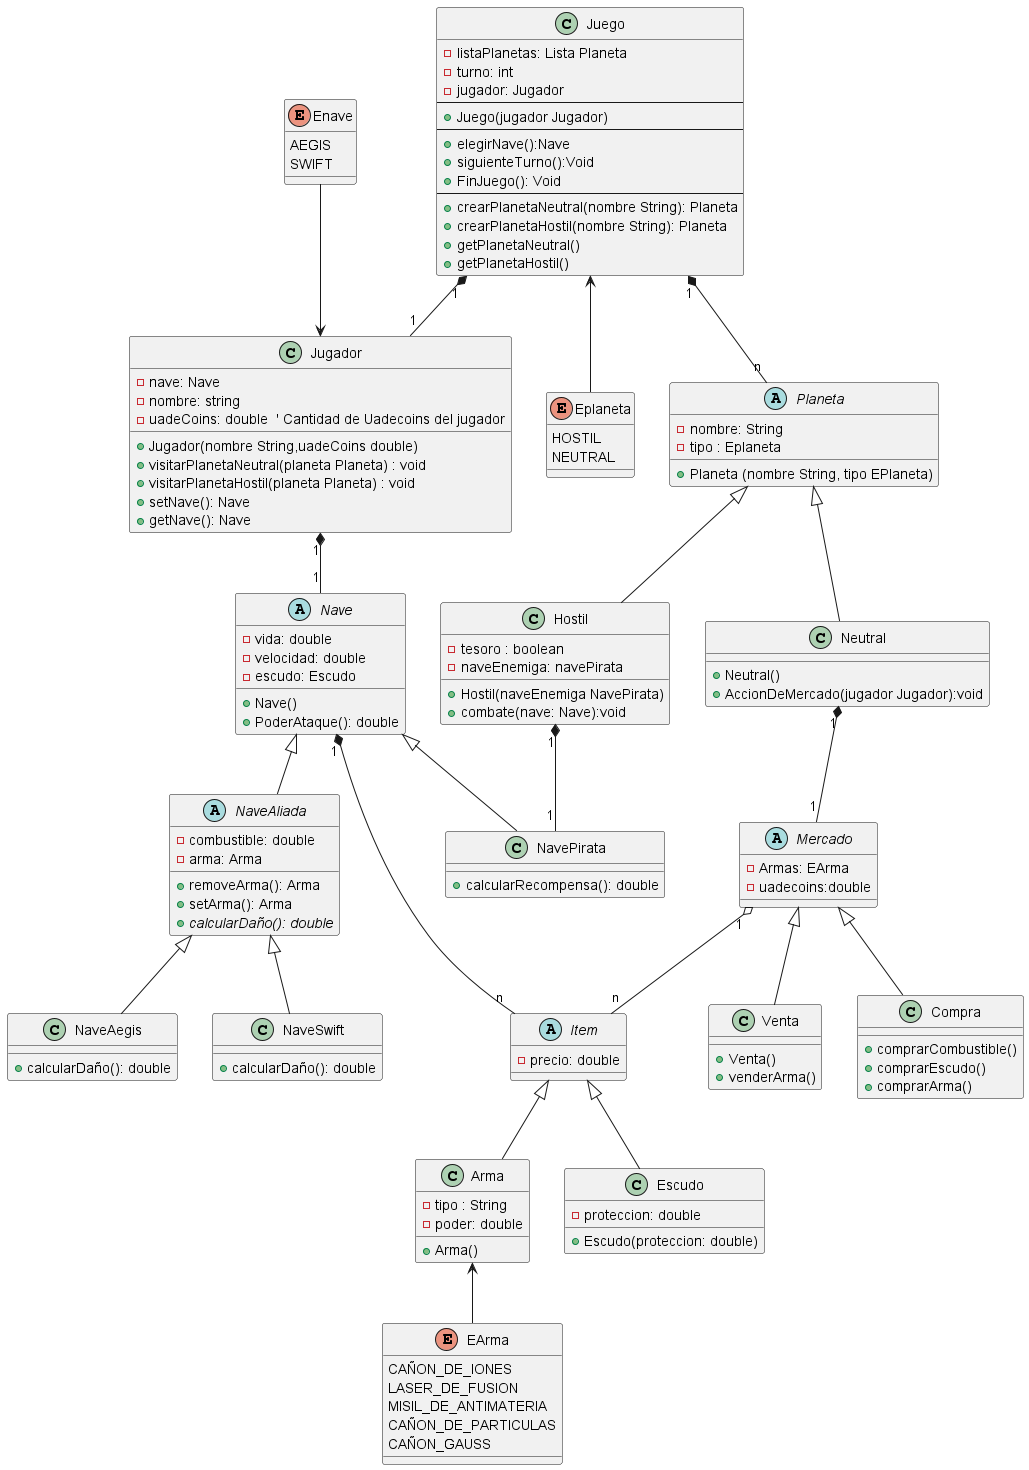 C Juego
listaPlanetas: Lista Planeta
turno: int
jugador: Jugador
Juego(jugador Jugador)
elegirNave():Nave
siguienteTurno():Void
FinJuego(): Void
crearPlanetaNeutral(nombre String): Planeta
crearPlanetaHostil(nombre String): Planeta
getPlanetaNeutral()
getPlanetaHostil()
E Enave
AEGIS
SWIFT
1
1
1
n
C Jugador
nave: Nave
nombre: string
uadeCoins: double ' Cantidad de Uadecoins del jugador
Jugador(nombre String,uadeCoins double)
visitarPlanetaNeutral(planeta Planeta) : void
visitarPlanetaHostil(planeta Planeta) : void
setNave(): Nave
getNave(): Nave
E Eplaneta
HOSTIL
NEUTRAL
A Planeta
nombre: String
tipo : Eplaneta
Planeta (nombre String, tipo EPlaneta)
1
1
A Nave
vida: double
velocidad: double
escudo: Escudo
Nave()
PoderAtaque(): double
C Hostil
tesoro : boolean
naveEnemiga: navePirata
Hostil(naveEnemiga NavePirata)
combate(nave: Nave):void
C Neutral
Neutral()
AccionDeMercado(jugador Jugador):void
1
1
1
1
1
A NaveAliada
combustible: double
arma: Arma
removeArma(): Arma
setArma(): Arma
calcularDaño(): double
C NavePirata
calcularRecompensa(): double
A Mercado
Armas: EArma
uadecoins:double
1
n
n
C NaveAegis
calcularDaño(): double
C NaveSwift
calcularDaño(): double
A Item
precio: double
C Venta
Venta()
venderArma()
C Compra
comprarCombustible()
comprarEscudo()
comprarArma()
C Arma
tipo : String
poder: double
Arma()
C Escudo
proteccion: double
Escudo(proteccion: double)
E EArma
CAÑON_DE_IONES
LASER_DE_FUSION
MISIL_DE_ANTIMATERIA
CAÑON_DE_PARTICULAS
CAÑON_GAUSS